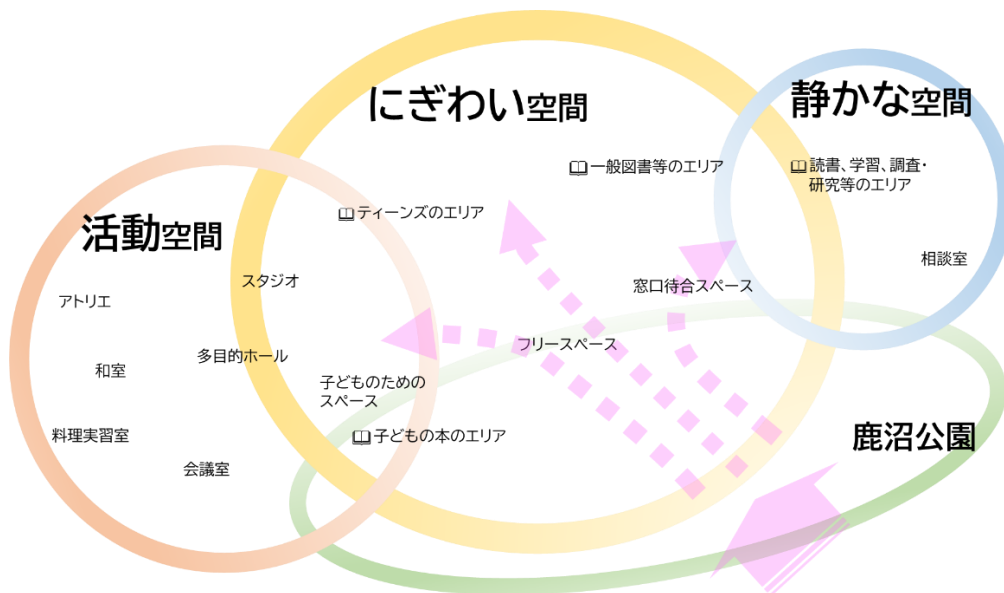 にぎわい空間
静かな空間
📖一般図書等のエリア
📖読書、学習、調査・
研究等のエリア
📖ティーンズのエリア
活動空間
相談室
スタジオ
窓口待合スペース
アトリエ
フリースペース
多目的ホール
和室
子どものための
スペース
料理実習室
📖子どもの本のエリア
鹿沼公園
会議室